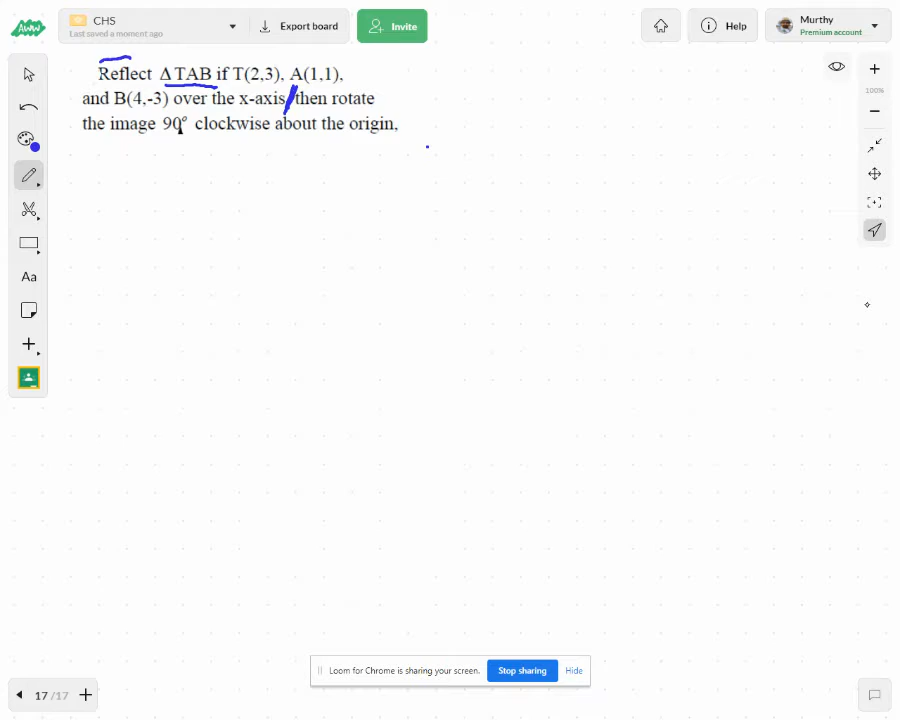 AWW
CHS
Last saved a moment ago
Export board
Invite
Help
Murthy
Premium account
Reflect Δ TAB if T(2,3), A(1,1),
and B(4,-3) over the x-axis, then rotate
the image 90° clockwise about the origin,
100%
Aa
Loom for Chrome is sharing your screen.
Stop sharing
Hide
17 /17